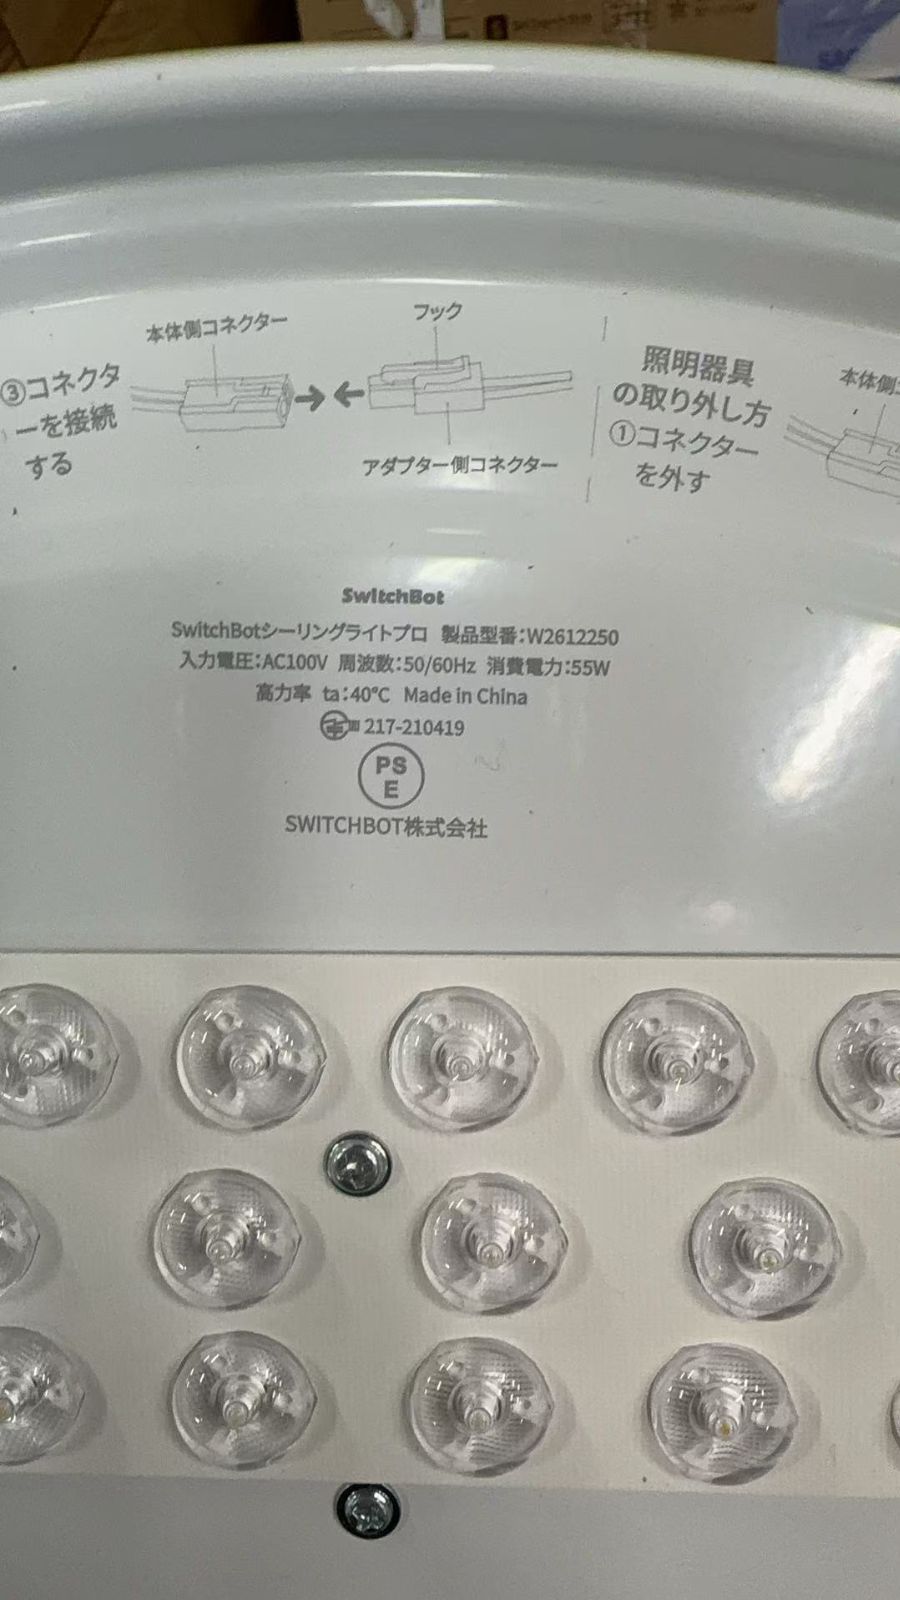 本体側コネクター
③コネクタ
ーを接続
する
フック
アダプター側コネクター
照明器具
の取り外し方
①コネクター
を外す
本体側
SwitchBot
SwitchBotシーリングライトプロ 製品型番:W2612250
入力電圧:AC100V 周波数:50/60Hz 消費電力:55W
高力率 ta:40°C Made in China
217-210419
PS
E
SWITCHBOT株式会社